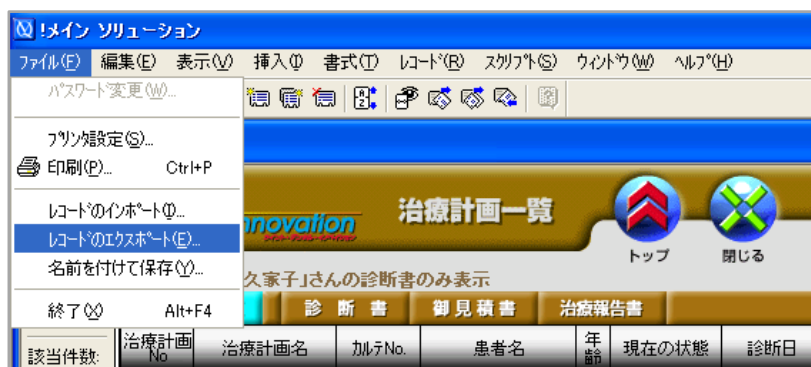 !メイン ソリューション
ファイル(F) 編集(E) 表示(V) 挿入(I) 書式(T) レコード(R) スクリプト(S) ウィンドウ(W) ヘルプ(H)
パスワード変更(W)...
プリンタ設定(S)...
印刷(P)... Ctrl+P
レコードのインポート(I)...
レコードのエクスポート(E)...
名前を付けて保存(Y)...
終了(X) Alt+F4
nnovation
治療計画一覧
トップ
閉じる
久家子」さんの診断書のみ表示
診 断 書
御 見 積 書
治療報告書
該当件数:
治療計画No
治療計画名
カルテNo.
患者名
年齢
現在の状態
診断日